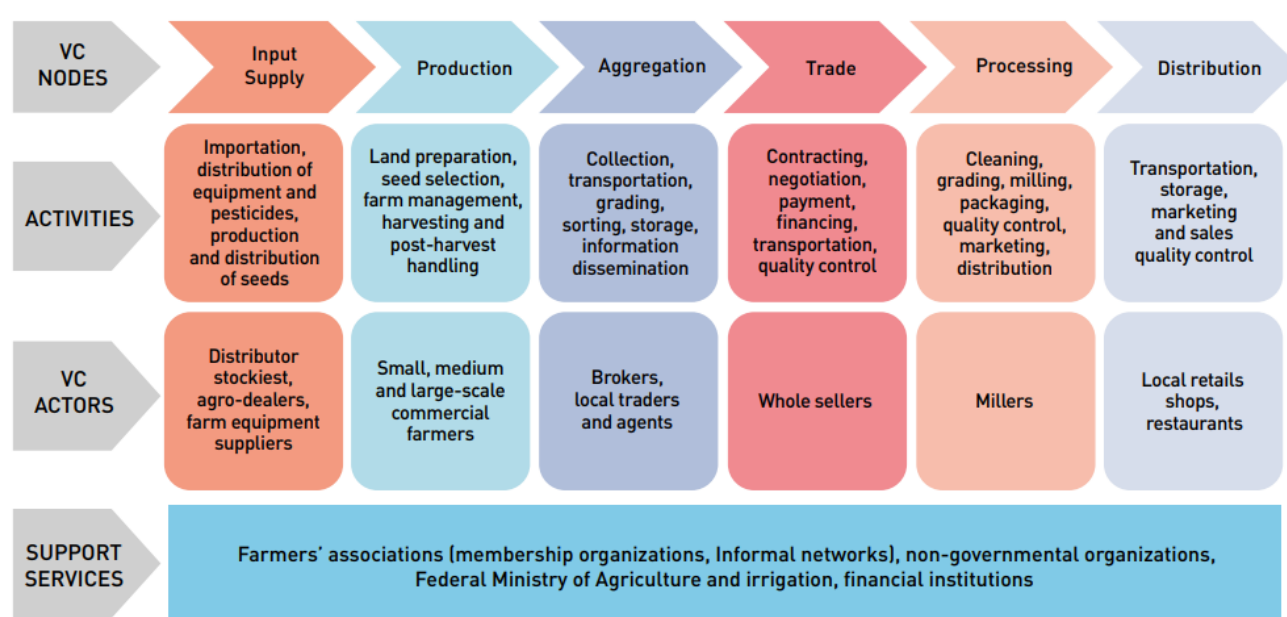 VC
NODES
Input
Supply
Production
Aggregation
Trade
Processing
Distribution
ACTIVITIES
Importation,
distribution of
equipment and
pesticides,
production
and distribution
of seeds
Land preparation,
seed selection,
farm management,
harvesting and
post-harvest
handling
Collection,
transportation,
grading,
sorting, storage,
information
dissemination
Contracting,
negotiation,
payment,
financing,
transportation,
quality control
Cleaning,
grading, milling,
packaging,
quality control,
marketing,
distribution
Transportation,
storage,
marketing
and sales
quality control
VC
ACTORS
Distributor
stockiest,
agro-dealers,
farm equipment
suppliers
Small, medium
and large-scale
commercial
farmers
Brokers,
local traders
and agents
Whole sellers
Millers
Local retails
shops,
restaurants
SUPPORT
SERVICES
Farmers’ associations (membership organizations, Informal networks), non-governmental organizations,
Federal Ministry of Agriculture and irrigation, financial institutions